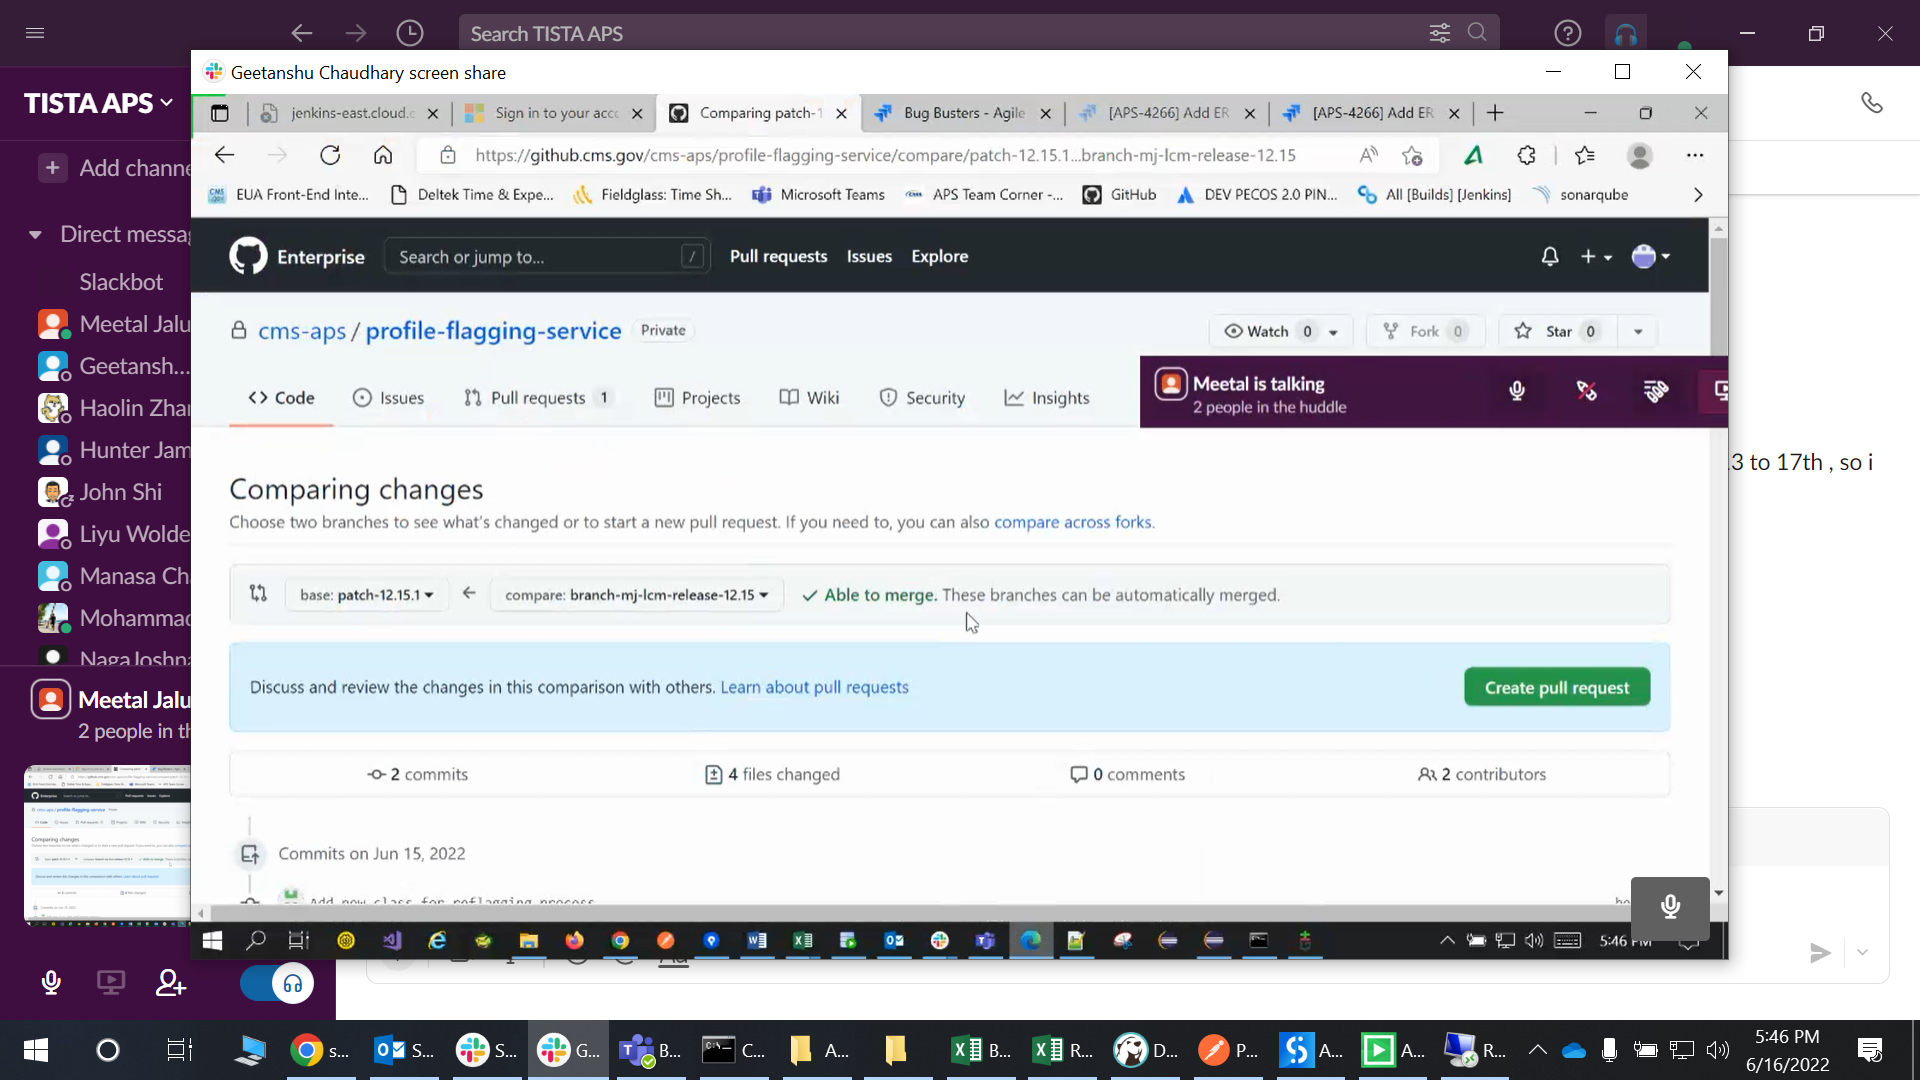 Search TISTA APS
Geetanshu Chaudhary screen share
TISTA APS
jenkins-east.cloud.c
Sign in to your acc
Comparing patch-1
Bug Busters - Agile
[APS-4266] Add ER
[APS-4266] Add ER
https://github.cms.gov/cms-aps/profile-flagging-service/compare/patch-12.15.1...branch-mj-lcm-release-12.15
Add channe
EUA Front-End Inte...
Deltek Time & Expe...
Fieldglass: Time Sh...
Microsoft Teams
APS Team Corner -...
GitHub
DEV PECOS 2.0 PIN...
All [Builds] [Jenkins]
sonarqube
Direct messag
Slackbot
Meetal Jalu
Geetansh...
Haolin Zhan
Hunter Jam
John Shi
Liyu Wolde
Manasa Ch
Mohammad
NagaJoshna
Enterprise
Search or jump to...
/
Pull requests
Issues
Explore
cms-aps / profile-flagging-service
Private
Watch 0
Fork 0
Star 0
Meetal is talking
2 people in the huddle
Code
Issues
Pull requests 1
Projects
Wiki
Security
Insights
3 to 17th , so i
Comparing changes
Choose two branches to see what's changed or to start a new pull request. If you need to, you can also compare across forks.
base: patch-12.15.1
compare: branch-mj-lcm-release-12.15
Able to merge. These branches can be automatically merged.
Discuss and review the changes in this comparison with others. Learn about pull requests
Create pull request
2 commits
4 files changed
0 comments
2 contributors
Commits on Jun 15, 2022
Add new class for reflagging process
Meetal Jalu
2 people in th
5:46 PM
s...
S...
S...
G...
B...
C...
A...
B...
R...
D...
P...
A...
A...
R...
5:46 PM
6/16/2022